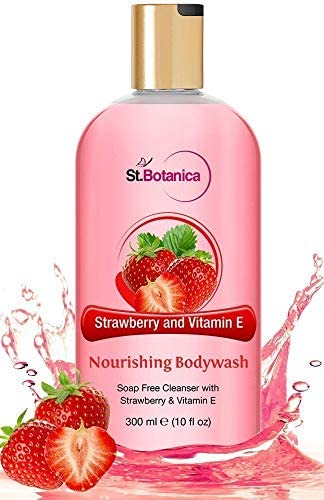 St.Botanica
Strawberry and Vitamin E
Nourishing Bodywash
Soap Free Cleanser with
Strawberry & Vitamin E
300 ml ℮ (10 fl oz)